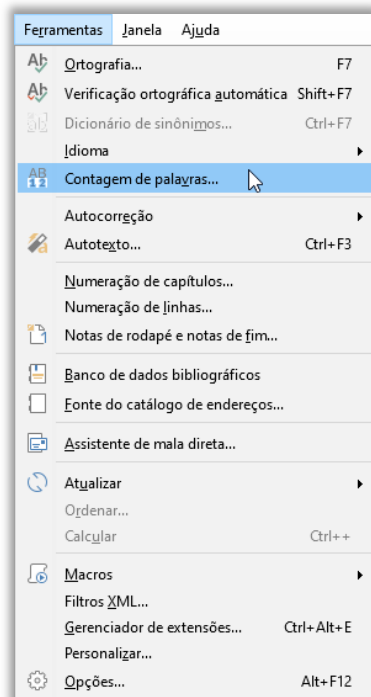 Ferramentas Janela Ajuda
Ortografia... F7
Verificação ortográfica automática Shift+F7
Dicionário de sinônimos... Ctrl+F7
Idioma
Contagem de palavras...
Autocorreção
Autotexto... Ctrl+F3
Numeração de capítulos...
Numeração de linhas...
Notas de rodapé e notas de fim...
Banco de dados bibliográficos
Fonte do catálogo de endereços...
Assistente de mala direta...
Atualizar
Ordenar...
Calcular Ctrl++
Macros
Filtros XML...
Gerenciador de extensões... Ctrl+Alt+E
Personalizar...
Opções... Alt+F12